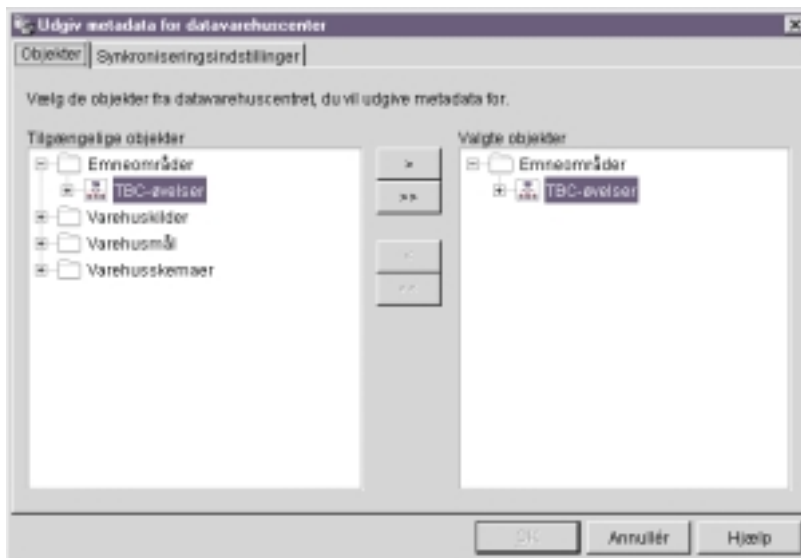 Udgiv metadata for datavarehuscenter
Objekter
Synkroniseringsindstillinger
Vælg de objekter fra datavarehuscentret, du vil udgive metadata for.
Tilgængelige objekter
Emneområder
TBC-øvelser
Varehuskilder
Varehusmål
Varehusskemaer
>
>>
<
<<
Valgte objekter
Emneområder
TBC-øvelser
OK
Annullér
Hjælp